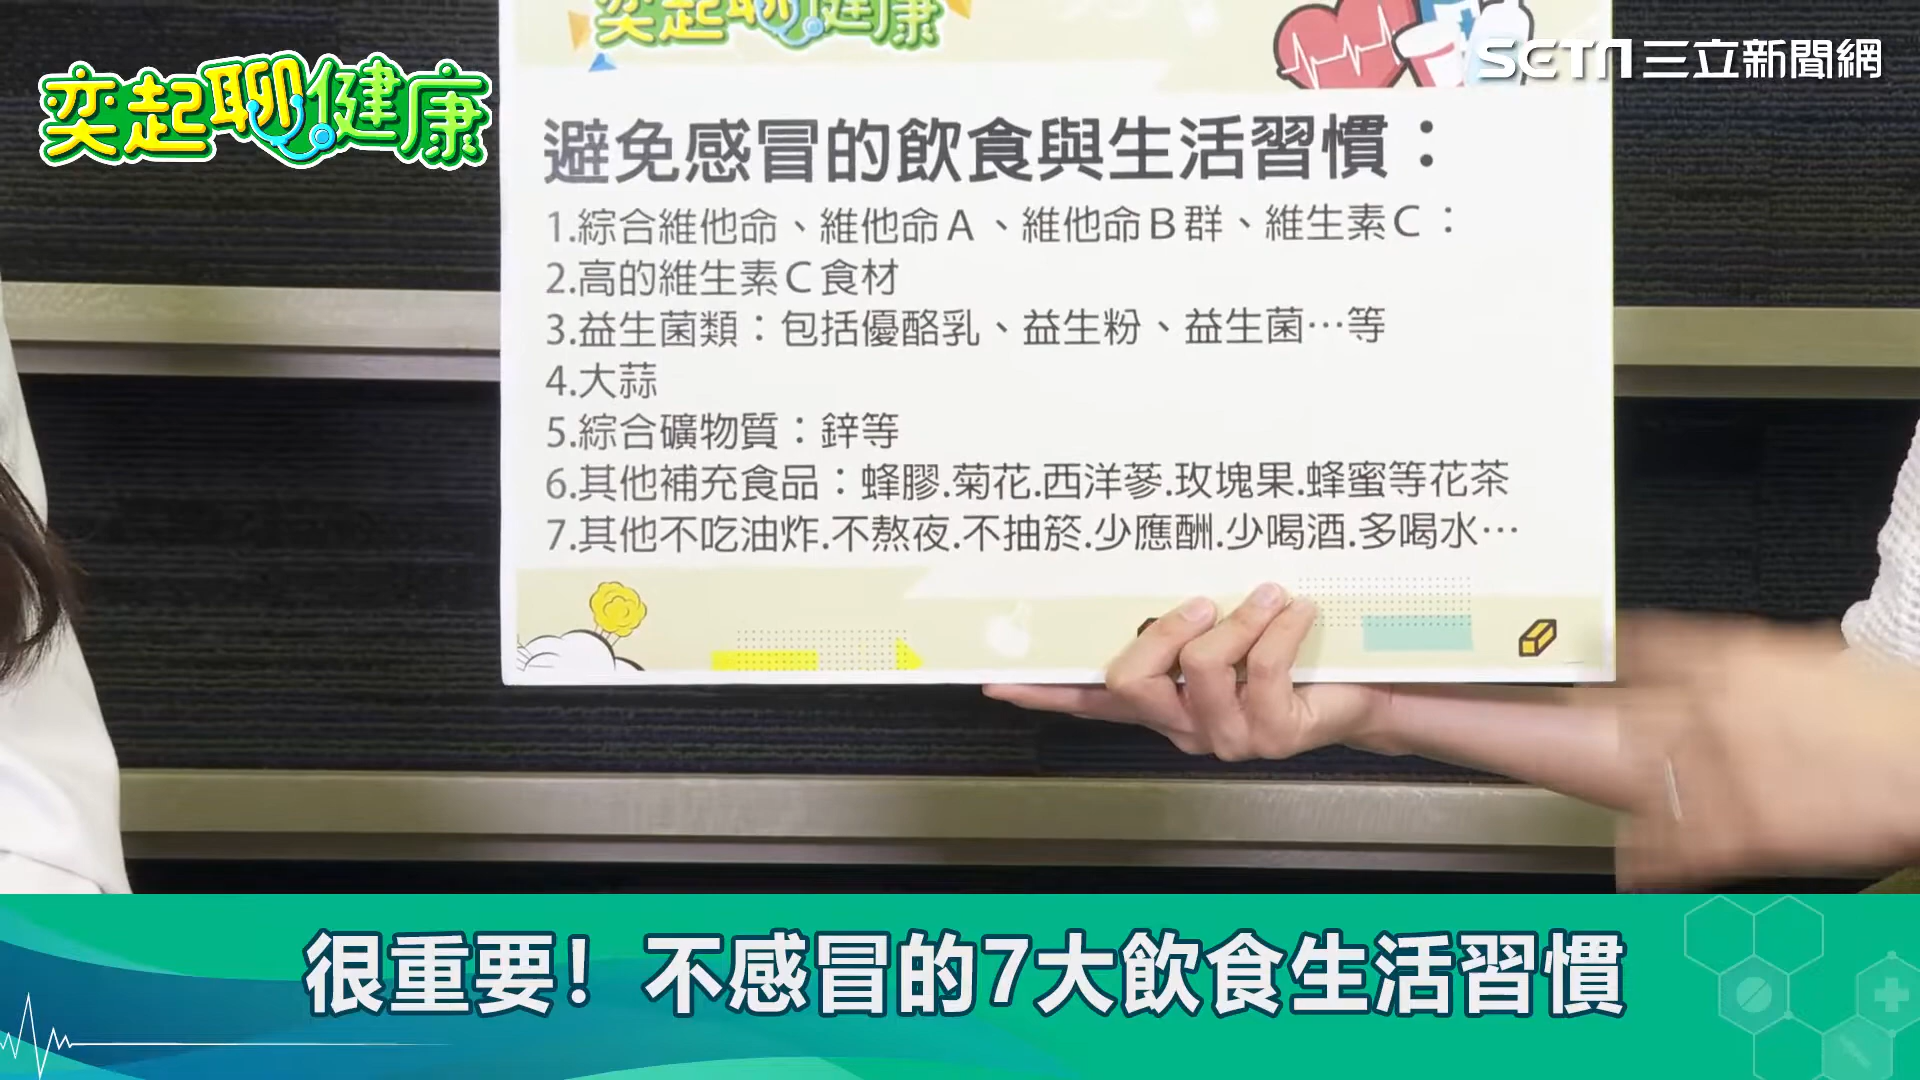 奕起聊健康
SETN三立新聞網
奕起聊健康
避免感冒的飲食與生活習慣：
1.綜合維他命、維他命A、維他命B群、維生素C：
2.高的維生素C食材
3.益生菌類：包括優酪乳、益生粉、益生菌…等
4.大蒜
5.綜合礦物質：鋅等
6.其他補充食品：蜂膠.菊花.西洋蔘.玫塊果.蜂蜜等花茶
7.其他不吃油炸.不熬夜.不抽菸.少應酬.少喝酒.多喝水…
很重要！不感冒的7大飲食生活習慣